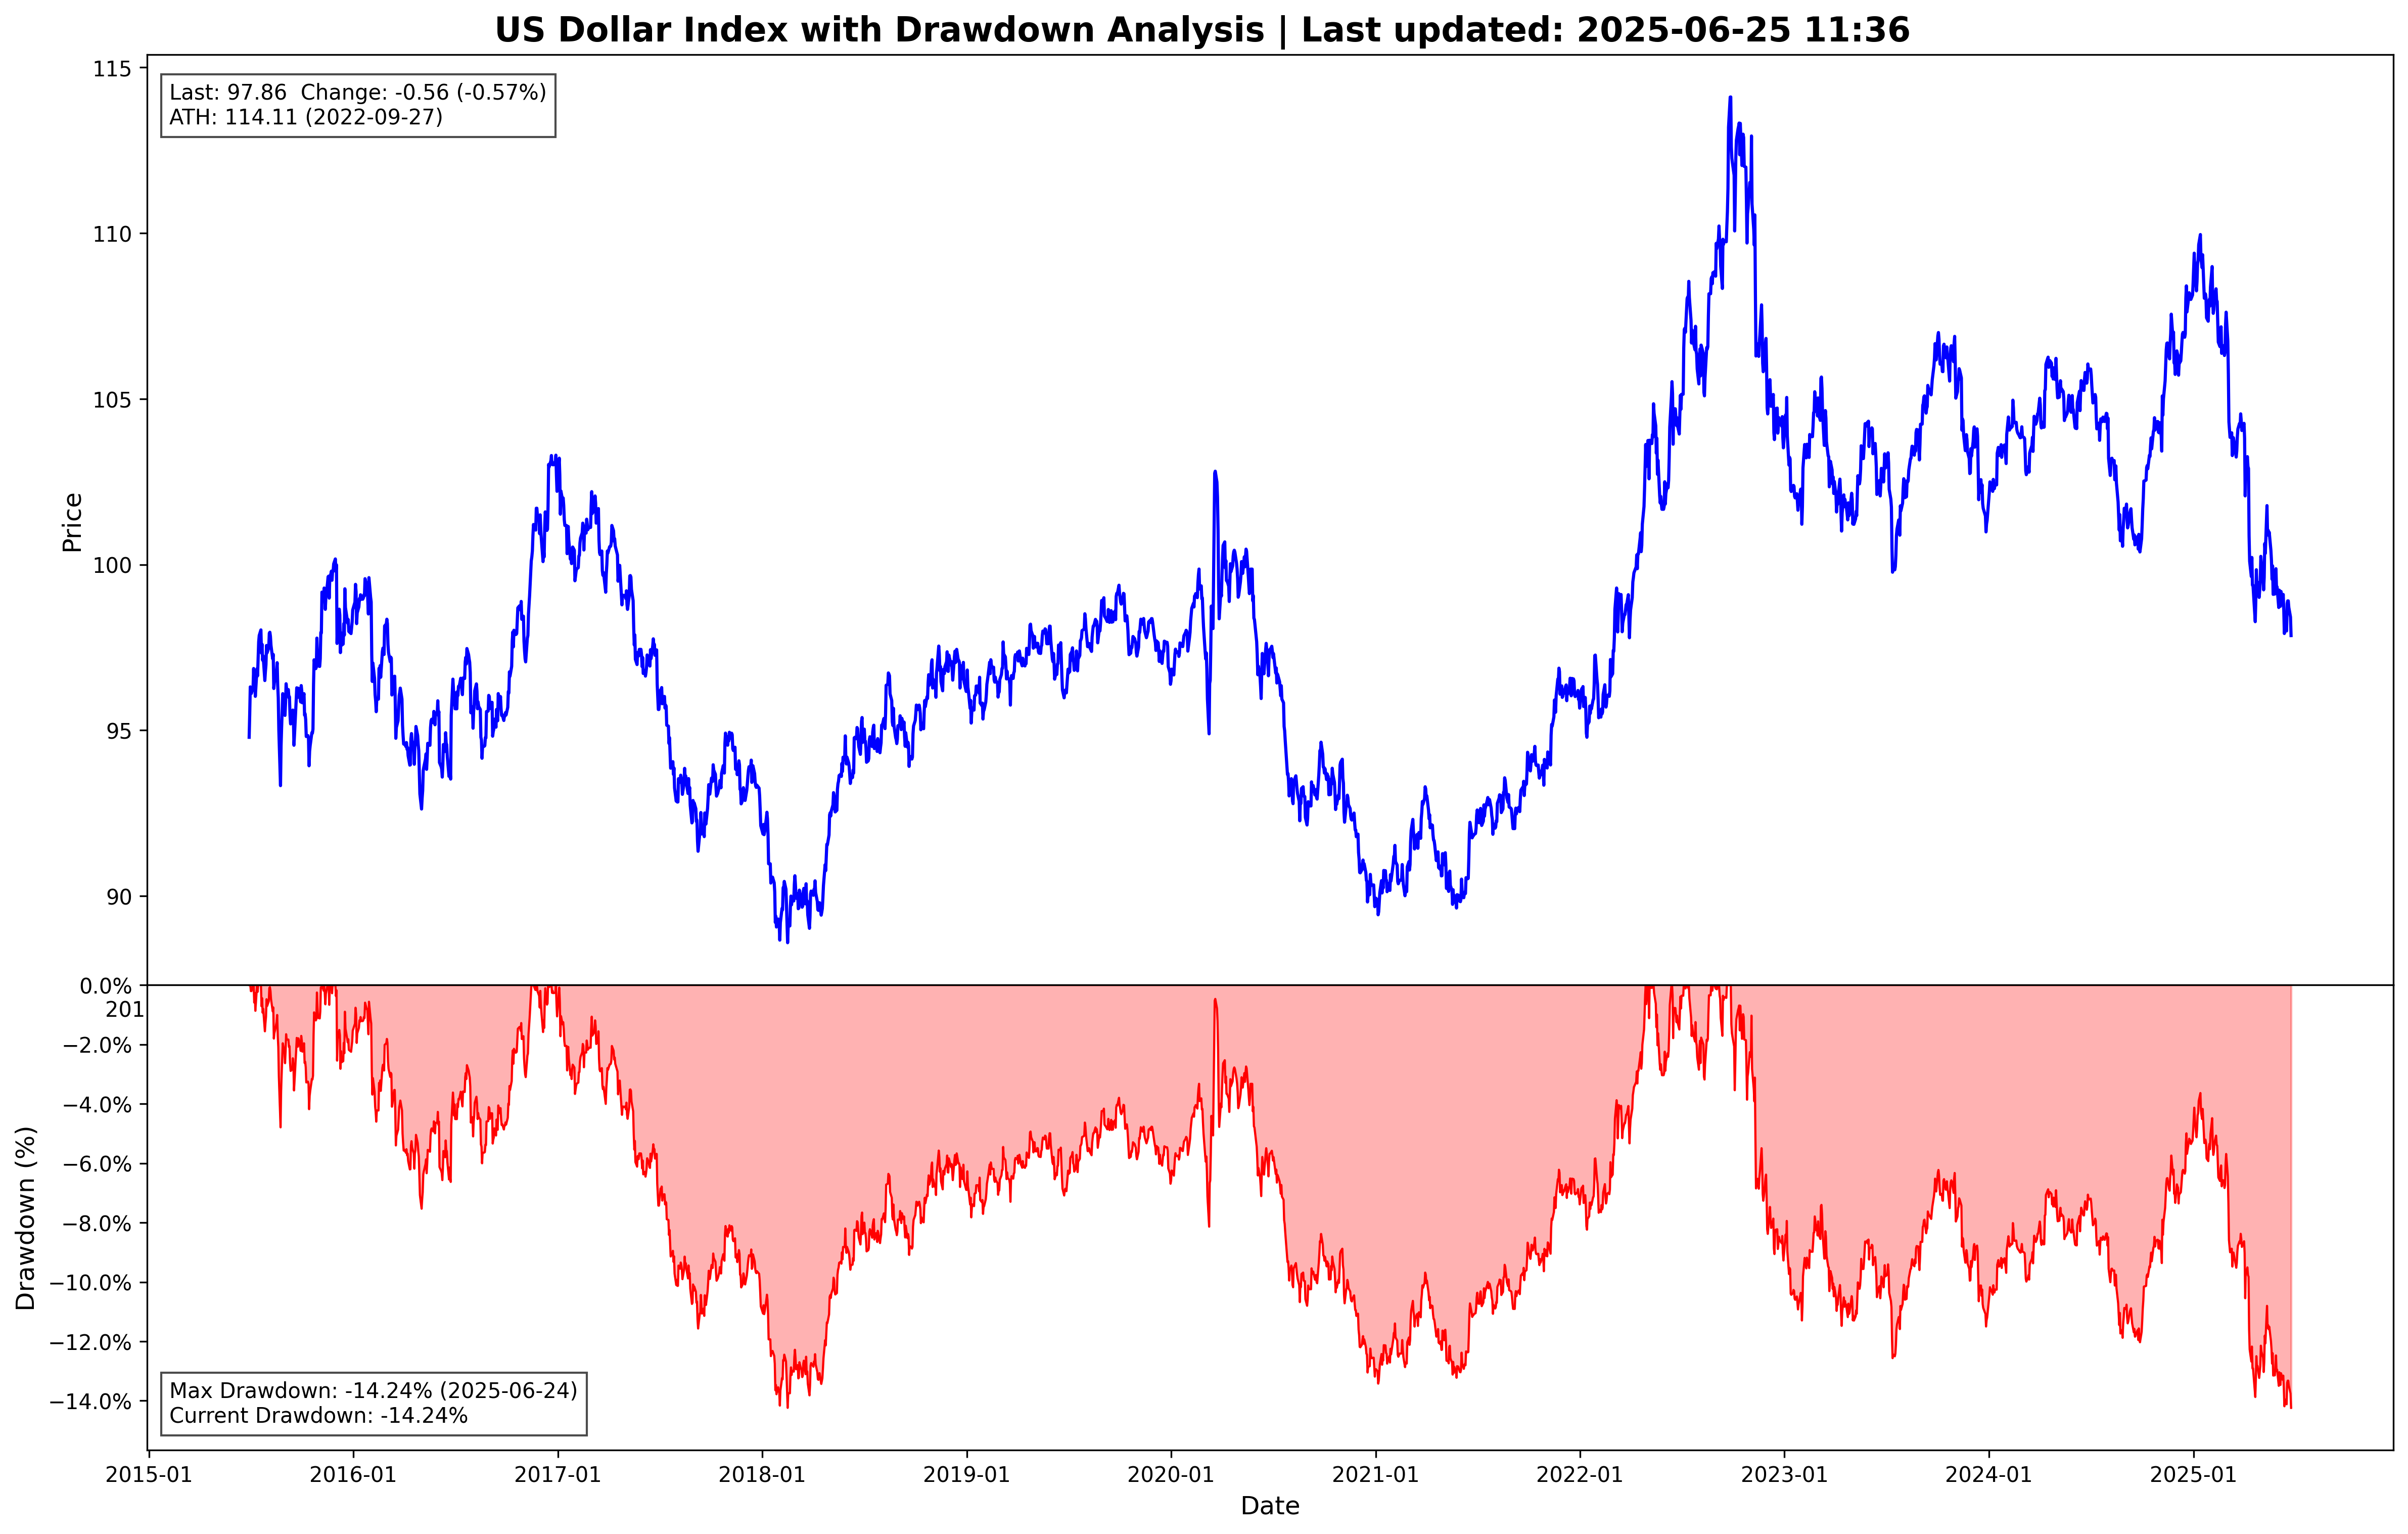 US Dollar Index with Drawdown Analysis | Last updated: 2025-06-25 11:36
Last: 97.86  Change: -0.56 (-0.57%)
ATH: 114.11 (2022-09-27)
115
110
105
100
95
90
Price
0.0%
201
−2.0%
−4.0%
−6.0%
−8.0%
−10.0%
−12.0%
−14.0%
Drawdown (%)
Max Drawdown: -14.24% (2025-06-24)
Current Drawdown: -14.24%
2015-01 2016-01 2017-01 2018-01 2019-01 2020-01 2021-01 2022-01 2023-01 2024-01 2025-01
Date